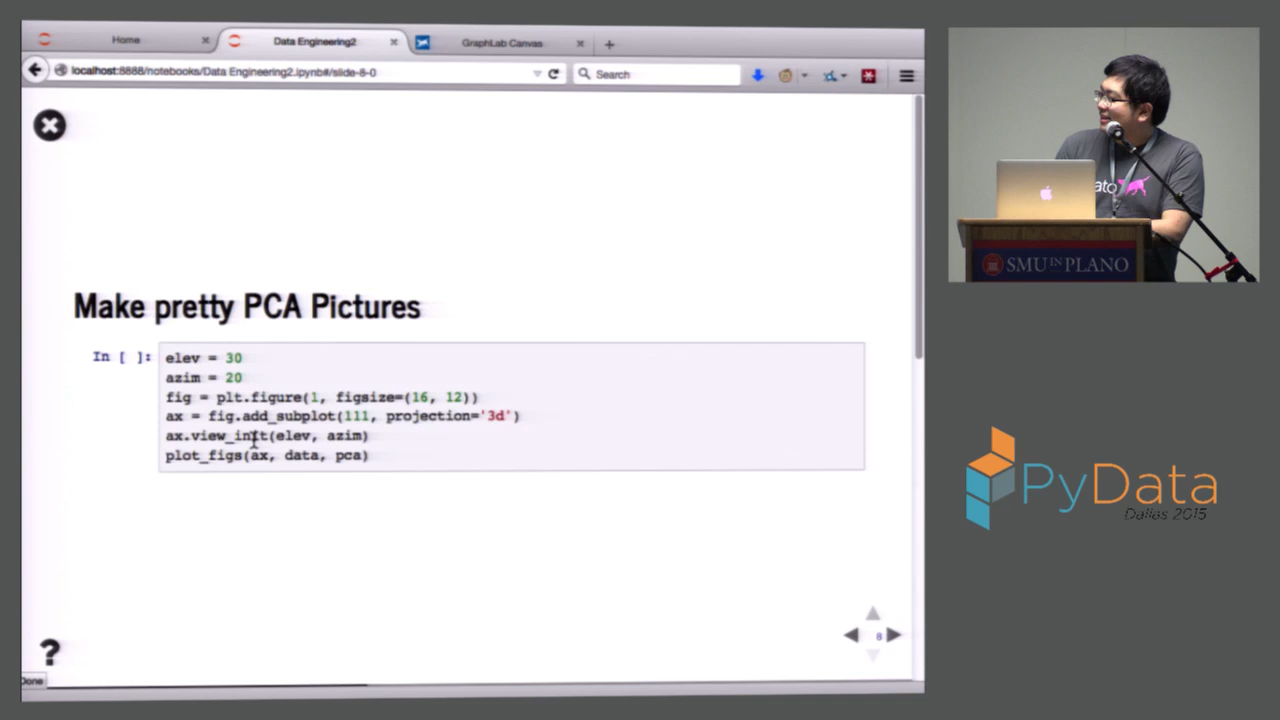 Home
Data Engineering2
GraphLab Canvas
localhost:8888/notebooks/Data Engineering2.ipynb#/slide-8-0
Search
Make pretty PCA Pictures
In [ ]:
elev = 30
azim = 20
fig = plt.figure(1, figsize=(16, 12))
ax = fig.add_subplot(111, projection='3d')
ax.view_init(elev, azim)
plot_figs(ax, data, pca)
8
?
Done
ato
SMU IN PLANO
PyData
Dallas 2015